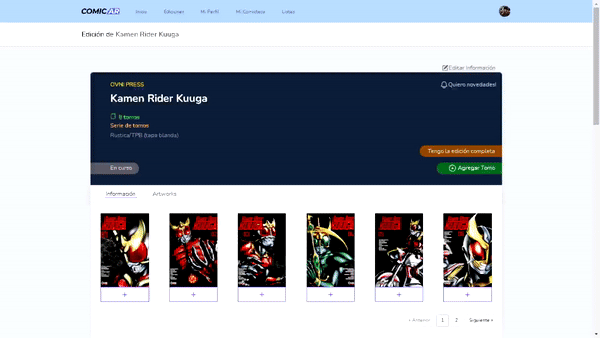 COMIC/AR
Inicio Ediciones Mi Perfil Mi Comicteca Listas
Edición de Kamen Rider Kuuga
Editar Información
OVNI PRESS
Quiero novedades!
Kamen Rider Kuuga
tomos
Serie de tomos
Rústica/TPB (tapa blanda)
Tengo la edición completa
En curso
Agregar Tomo
Información Artworks
+ + + + + +
« Anterior 1 2 Siguiente »